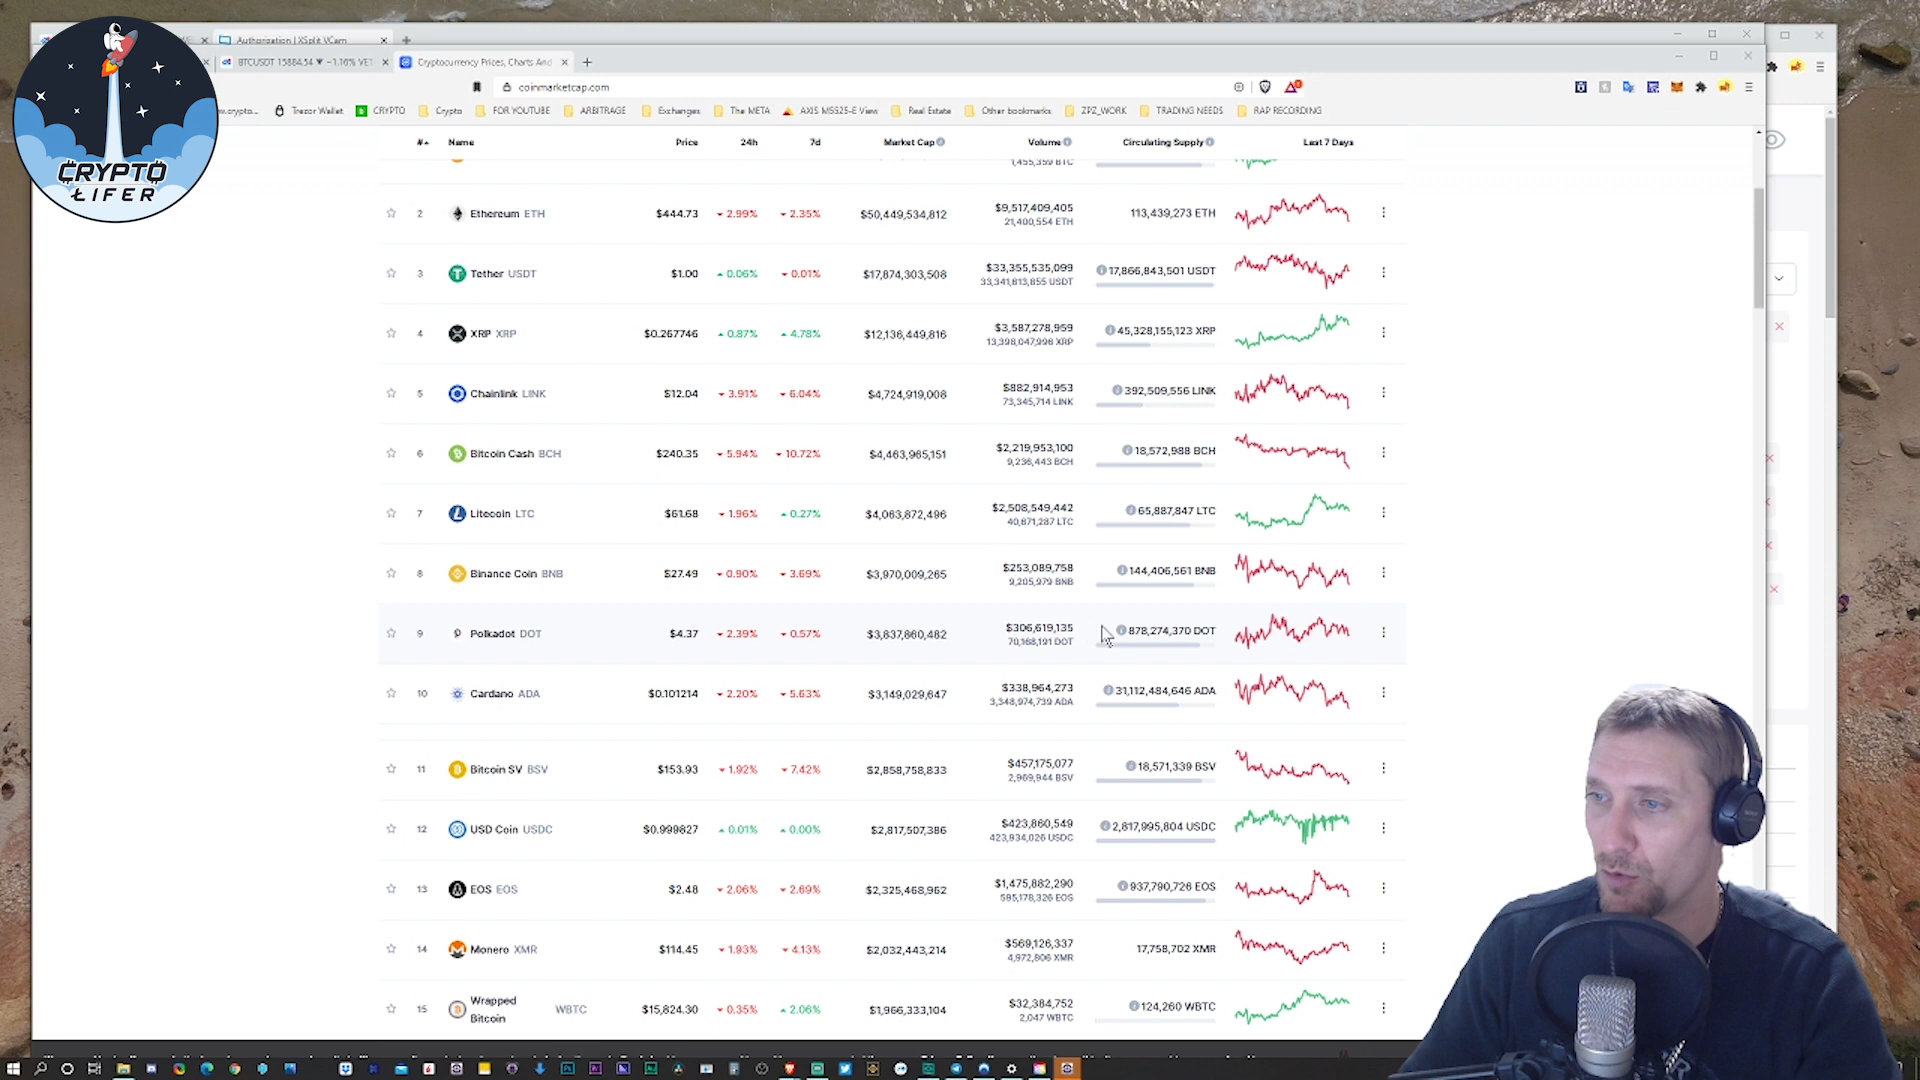 Authorisation | XSplit VCam
BTCUSDT 15884.54 ▼ −1.16% VET
Cryptocurrency Prices, Charts And
coinmarketcap.com
Trezor Wallet
CRYPTO
Crypto
FOR YOUTUBE
ARBITRAGE
Exchanges
The META
AXIS M5525-E View
Real Estate
Other bookmarks
ZPZ_WORK
TRADING NEEDS
RAP RECORDING
₵RYPTO
ŁIFER
# Name Price 24h 7d Market Cap Volume Circulating Supply Last 7 Days
1,455,359 BTC
2 Ethereum ETH $444.73 2.99% 2.35% $50,449,534,812 $9,517,409,405 113,439,273 ETH
21,400,554 ETH
3 Tether USDT $1.00 0.06% 0.01% $17,874,303,508 $33,355,535,099 17,866,843,501 USDT
33,341,613,855 USDT
4 XRP XRP $0.267746 0.87% 4.78% $12,136,449,816 $3,587,278,959 45,328,155,123 XRP
13,398,047,996 XRP
5 Chainlink LINK $12.04 3.91% 6.04% $4,724,919,008 $882,914,953 392,509,556 LINK
73,345,714 LINK
6 Bitcoin Cash BCH $240.35 5.94% 10.72% $4,463,965,151 $2,219,953,100 18,572,988 BCH
9,236,443 BCH
7 Litecoin LTC $61.68 1.96% 0.27% $4,063,872,496 $2,508,549,442 65,887,847 LTC
40,671,287 LTC
8 Binance Coin BNB $27.49 0.90% 3.69% $3,970,009,265 $253,089,758 144,406,561 BNB
9,205,979 BNB
9 Polkadot DOT $4.37 2.39% 0.57% $3,837,860,482 $306,619,135 878,274,370 DOT
70,168,191 DOT
10 Cardano ADA $0.101214 2.20% 5.63% $3,149,029,647 $338,964,273 31,112,484,646 ADA
3,348,974,739 ADA
11 Bitcoin SV BSV $153.93 1.92% 7.42% $2,858,758,833 $457,175,077 18,571,339 BSV
2,969,944 BSV
12 USD Coin USDC $0.999827 0.01% 0.00% $2,817,507,386 $423,860,549 2,817,995,804 USDC
423,934,026 USDC
13 EOS EOS $2.48 2.06% 2.69% $2,325,468,962 $1,475,882,290 937,790,726 EOS
595,178,326 EOS
14 Monero XMR $114.45 1.93% 4.13% $2,032,443,214 $569,126,337 17,758,702 XMR
4,972,806 XMR
15 Wrapped Bitcoin WBTC $15,824.30 0.35% 2.06% $1,966,333,104 $32,384,752 124,260 WBTC
2,047 WBTC